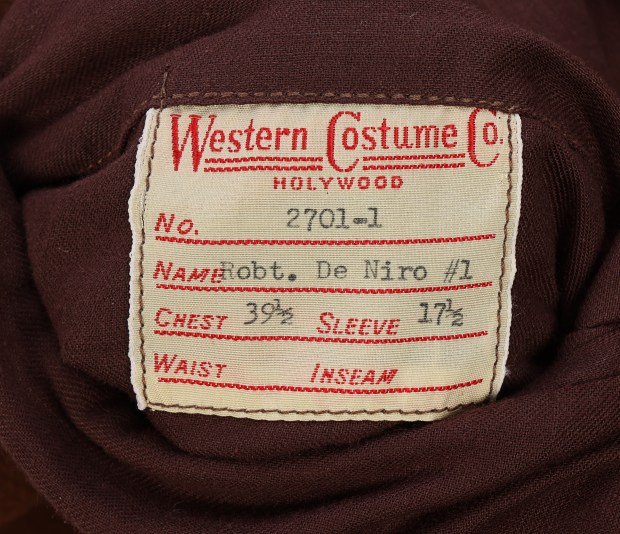 Western Costume Co.
HOLYWOOD
No. 2701-1
NAME Robt. De Niro #1
CHEST 39½ SLEEVE 17½
WAIST INSEAM